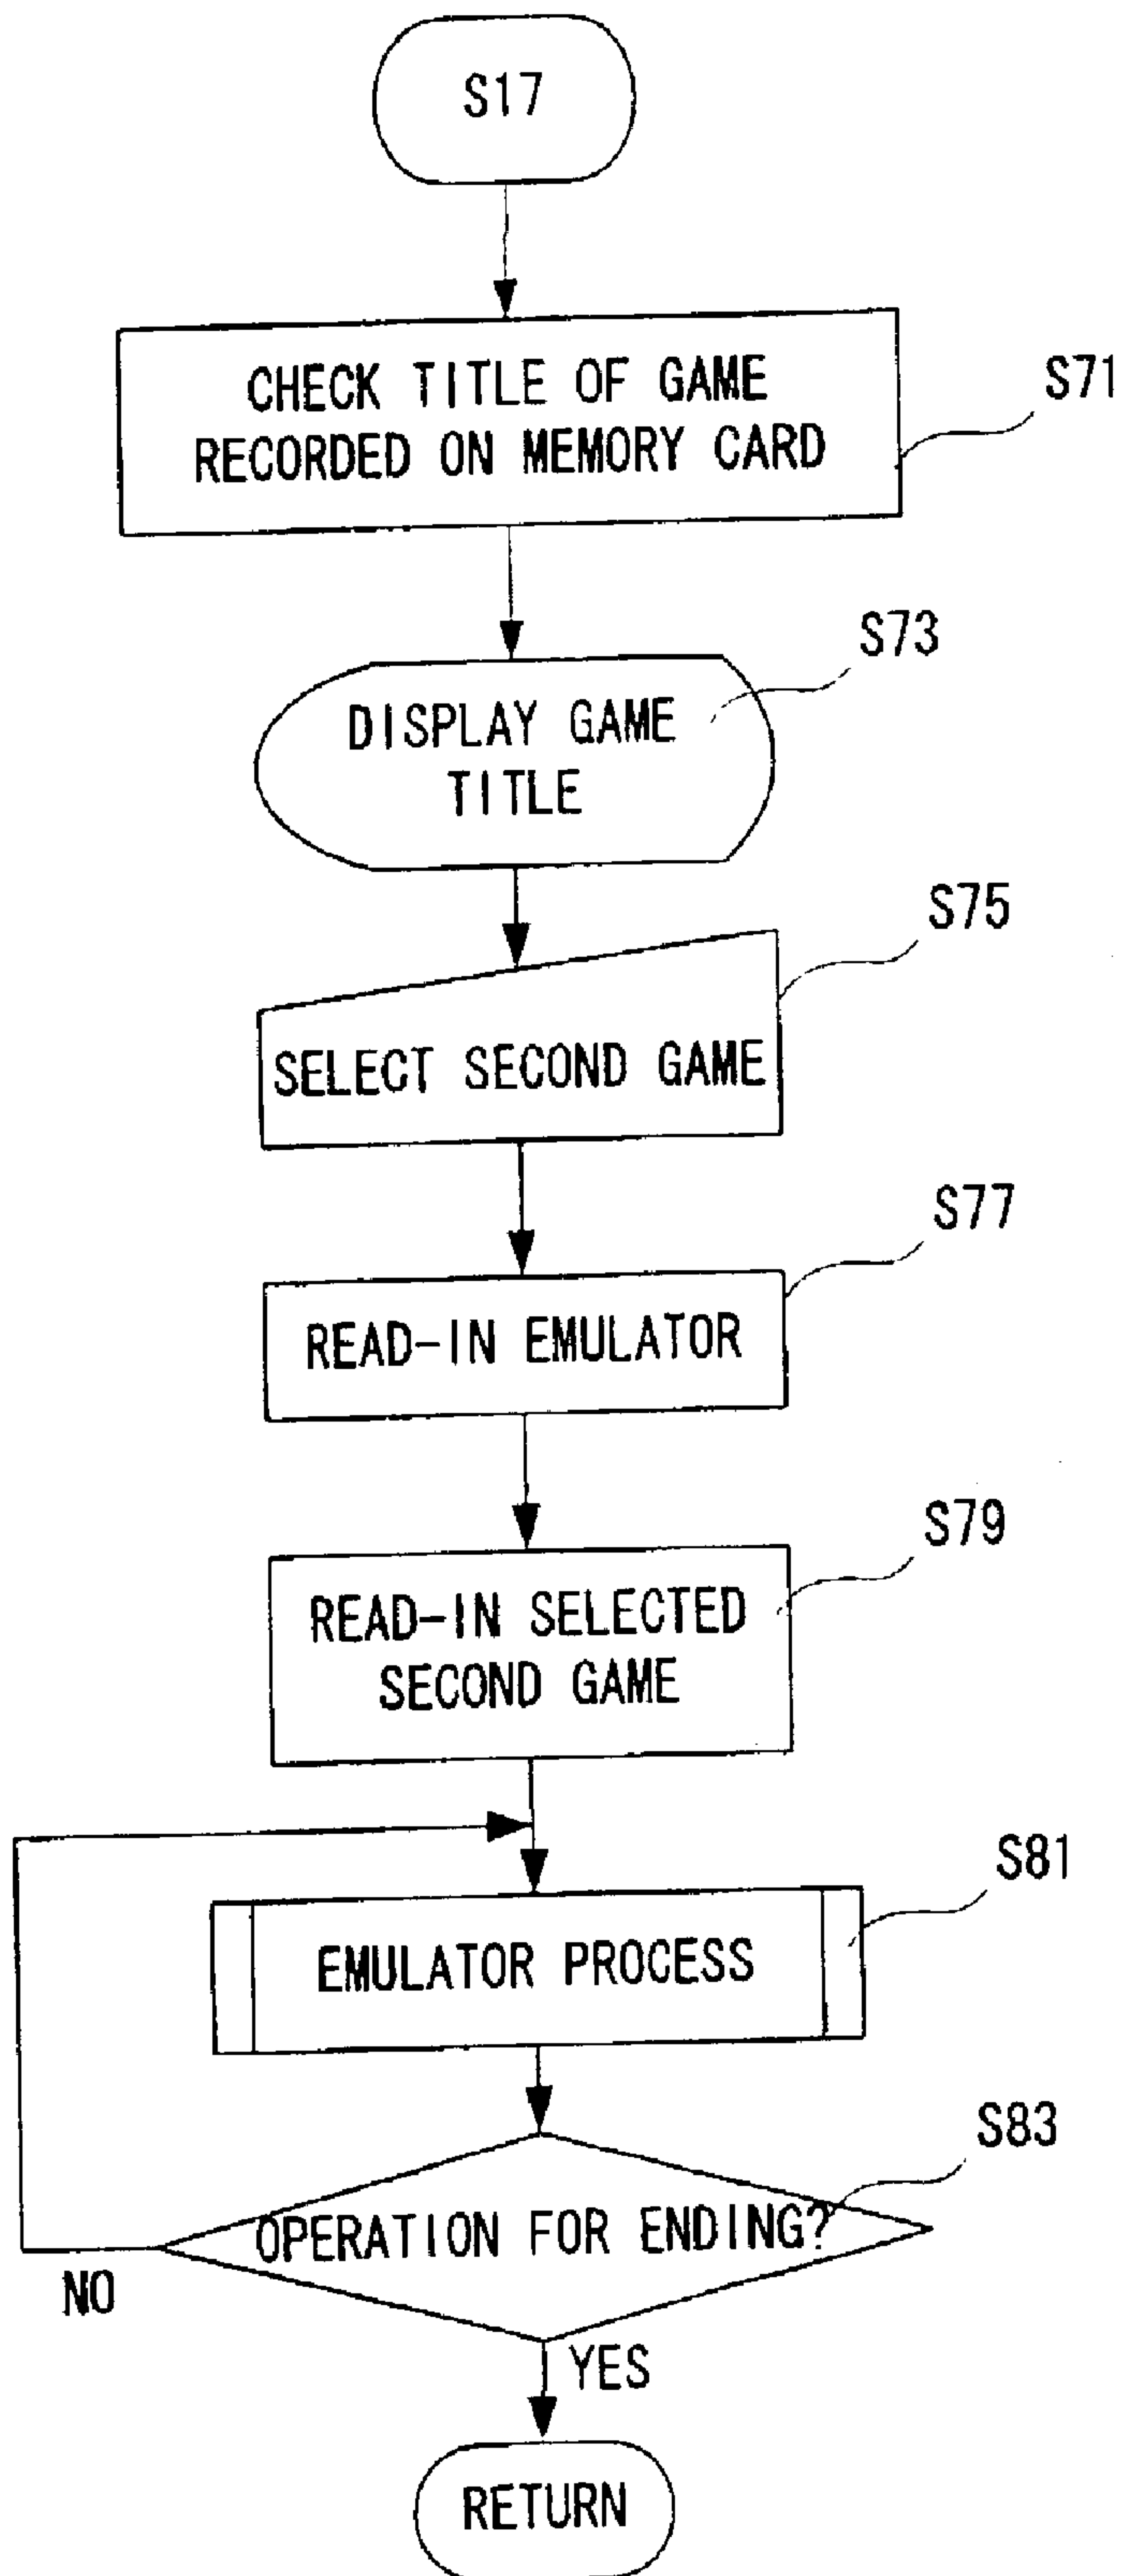 S17
CHECK TITLE OF GAME
RECORDED ON MEMORY CARD
S71
S73
DISPLAY GAME
TITLE
S75
SELECT SECOND GAME
S77
READ-IN EMULATOR
S79
READ-IN SELECTED
SECOND GAME
S81
EMULATOR PROCESS
S83
OPERATION FOR ENDING?
NO
YES
RETURN